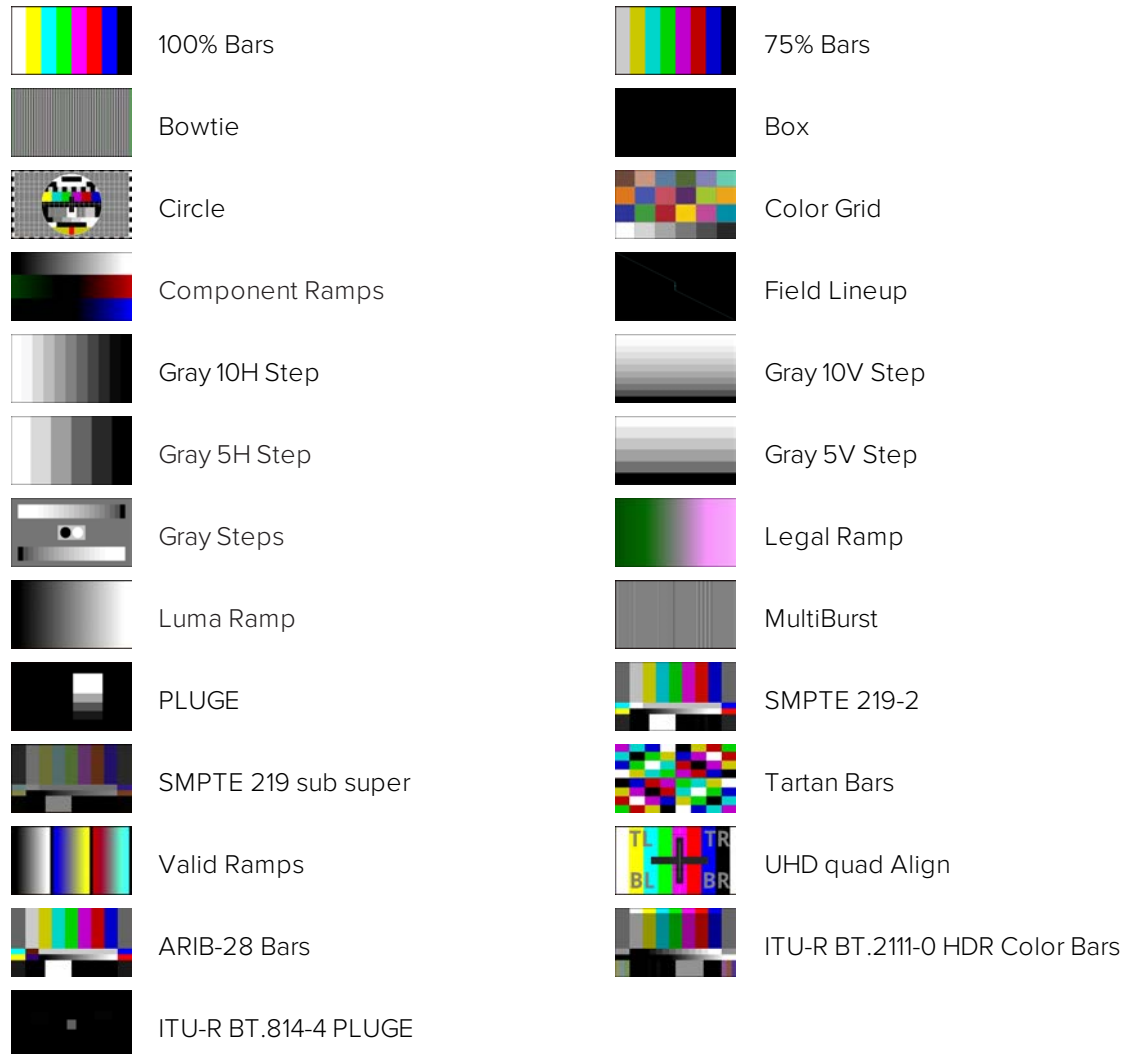 100% Bars
75% Bars
Bowtie
Box
Circle
Color Grid
Component Ramps
Field Lineup
Gray 10H Step
Gray 10V Step
Gray 5H Step
Gray 5V Step
Gray Steps
Legal Ramp
Luma Ramp
MultiBurst
PLUGE
SMPTE 219-2
SMPTE 219 sub super
Tartan Bars
Valid Ramps
TL TR
BL BR
UHD quad Align
ARIB-28 Bars
ITU-R BT.2111-0 HDR Color Bars
ITU-R BT.814-4 PLUGE